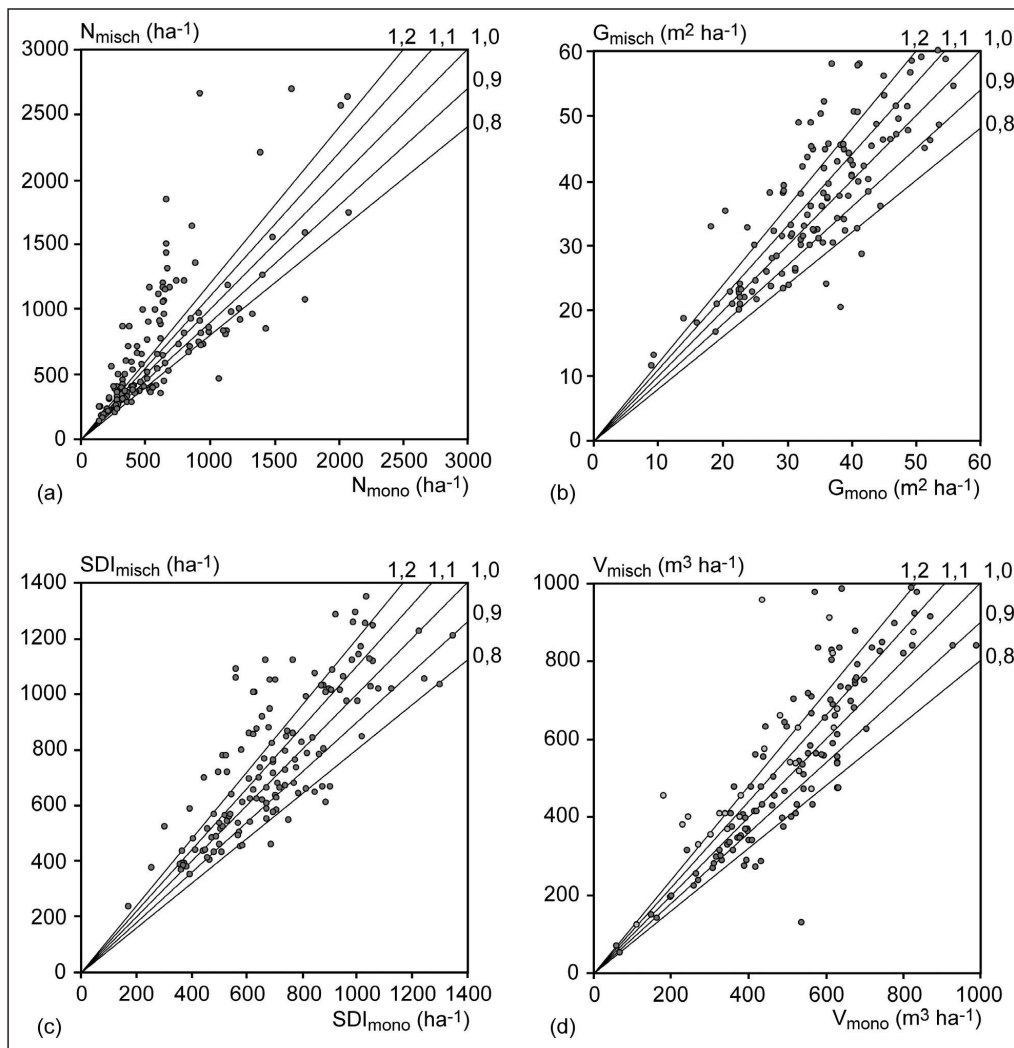 N_misch (ha⁻¹)
1,2 1,1 1,0
0,9
0,8
3000
2500
2000
1500
1000
500
0
0 500 1000 1500 2000 2500 3000
N_mono (ha⁻¹)
(a)
G_misch (m² ha⁻¹)
1,2 1,1 1,0
0,9
0,8
60
50
40
30
20
10
0
0 10 20 30 40 50 60
G_mono (m² ha⁻¹)
(b)
SDI_misch (ha⁻¹)
1,2 1,1 1,0
0,9
0,8
1400
1200
1000
800
600
400
200
0
0 200 400 600 800 1000 1200 1400
SDI_mono (ha⁻¹)
(c)
V_misch (m³ ha⁻¹)
1,2 1,1 1,0
0,9
0,8
1000
800
600
400
200
0
0 200 400 600 800 1000
V_mono (m³ ha⁻¹)
(d)